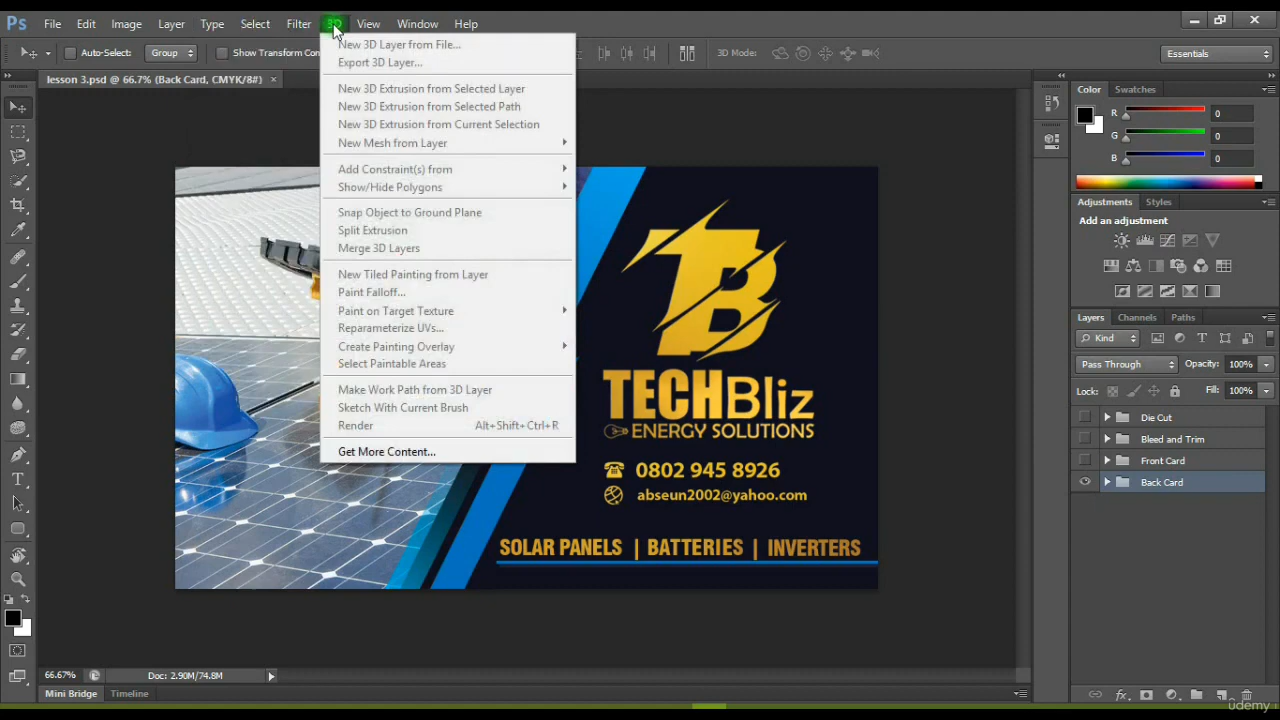 Ps File Edit Image Layer Type Select Filter 3D View Window Help
Auto-Select: Group Show Transform Con 3D Mode: Essentials
lesson 3.psd @ 66.7% (Back Card, CMYK/8#) ×
New 3D Layer from File...
Export 3D Layer...
New 3D Extrusion from Selected Layer
New 3D Extrusion from Selected Path
New 3D Extrusion from Current Selection
New Mesh from Layer
Add Constraint(s) from
Show/Hide Polygons
Snap Object to Ground Plane
Split Extrusion
Merge 3D Layers
New Tiled Painting from Layer
Paint Falloff...
Paint on Target Texture
Reparameterize UVs...
Create Painting Overlay
Select Paintable Areas
Make Work Path from 3D Layer
Sketch With Current Brush
Render Alt+Shift+Ctrl+R
Get More Content...
TB
TECHBliz
ENERGY SOLUTIONS
0802 945 8926
abseun2002@yahoo.com
SOLAR PANELS | BATTERIES | INVERTERS
Color Swatches
R 0
G 0
B 0
Adjustments Styles
Add an adjustment
Layers Channels Paths
Kind
Pass Through Opacity: 100%
Lock: Fill: 100%
Die Cut
Bleed and Trim
Front Card
Back Card
66.67% Doc: 2.90M/74.8M
Mini Bridge Timeline
udemy